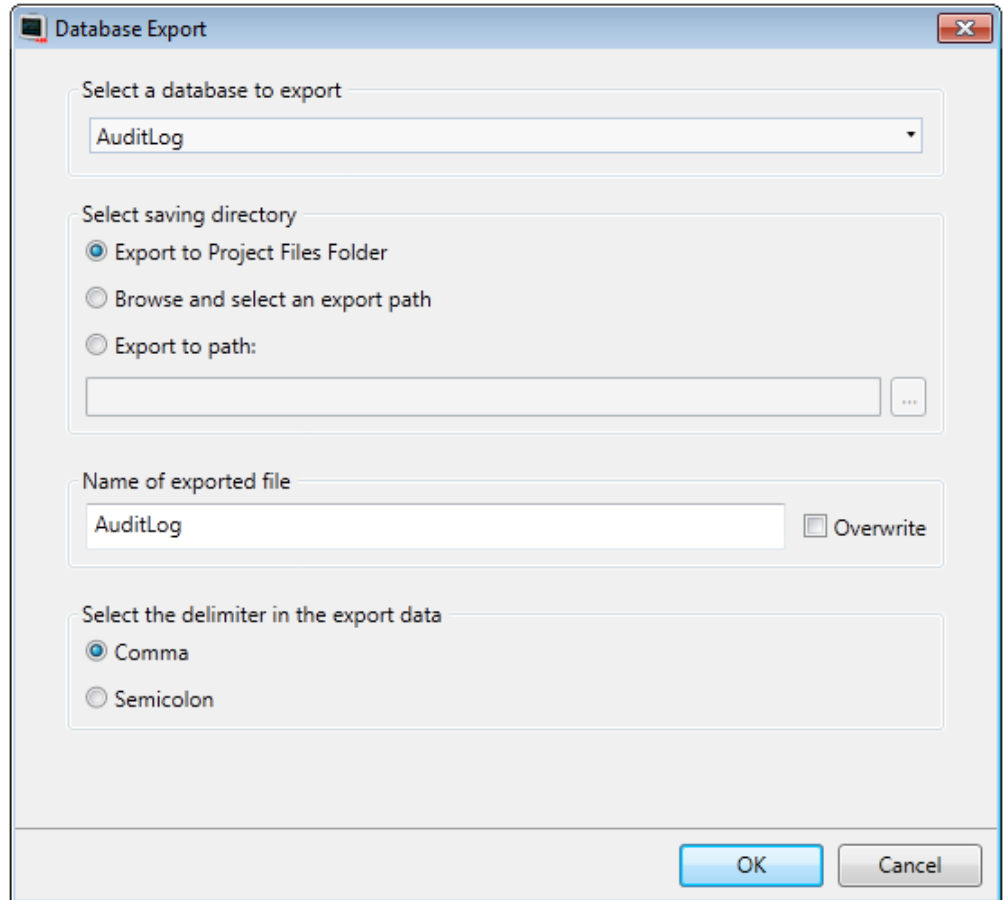 Database Export
Select a database to export
AuditLog
Select saving directory
Export to Project Files Folder
Browse and select an export path
Export to path:
...
Name of exported file
AuditLog
Overwrite
Select the delimiter in the export data
Comma
Semicolon
OK
Cancel